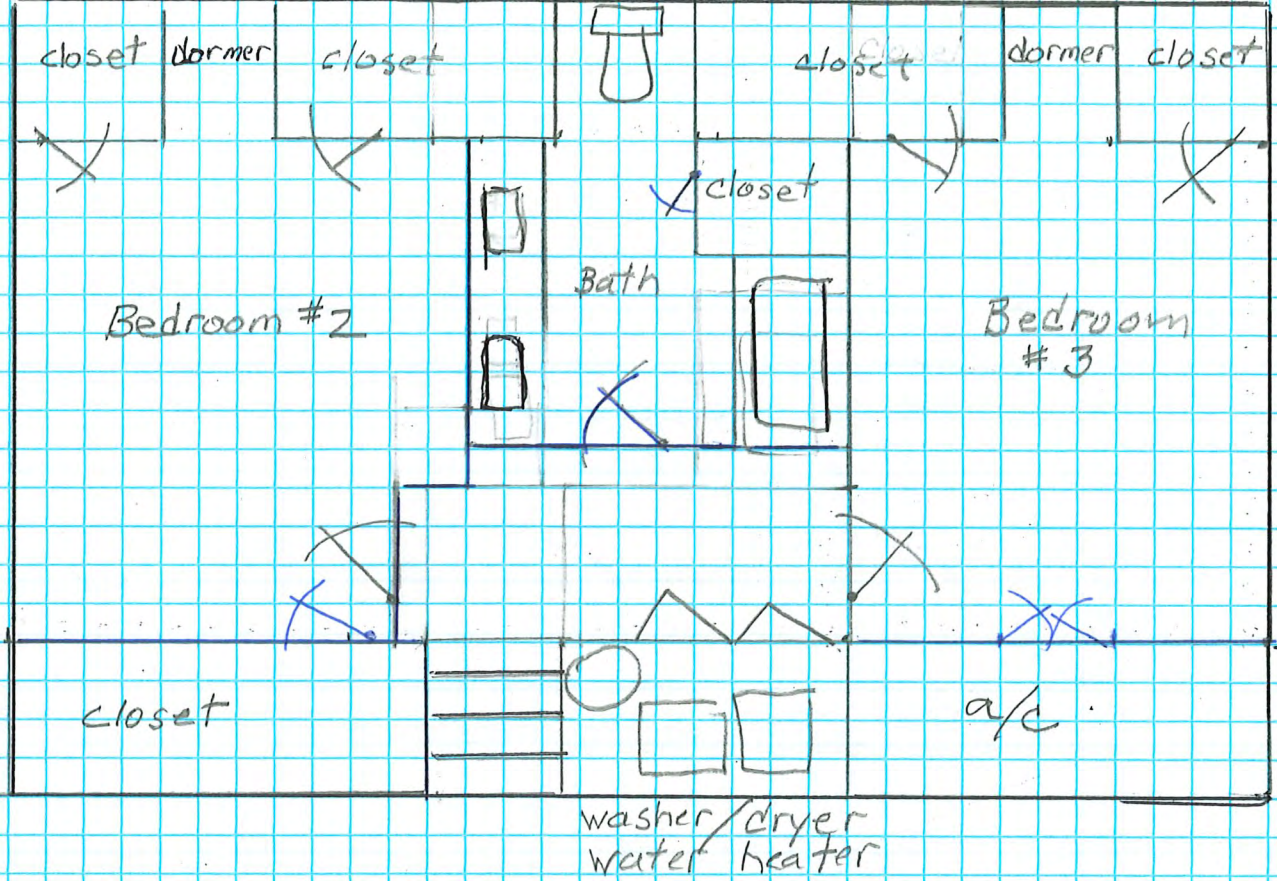 closet dormer closet closet dormer closet
closet
Bath
Bedroom #2
Bedroom
#3
closet
a/c
washer/dryer
water heater